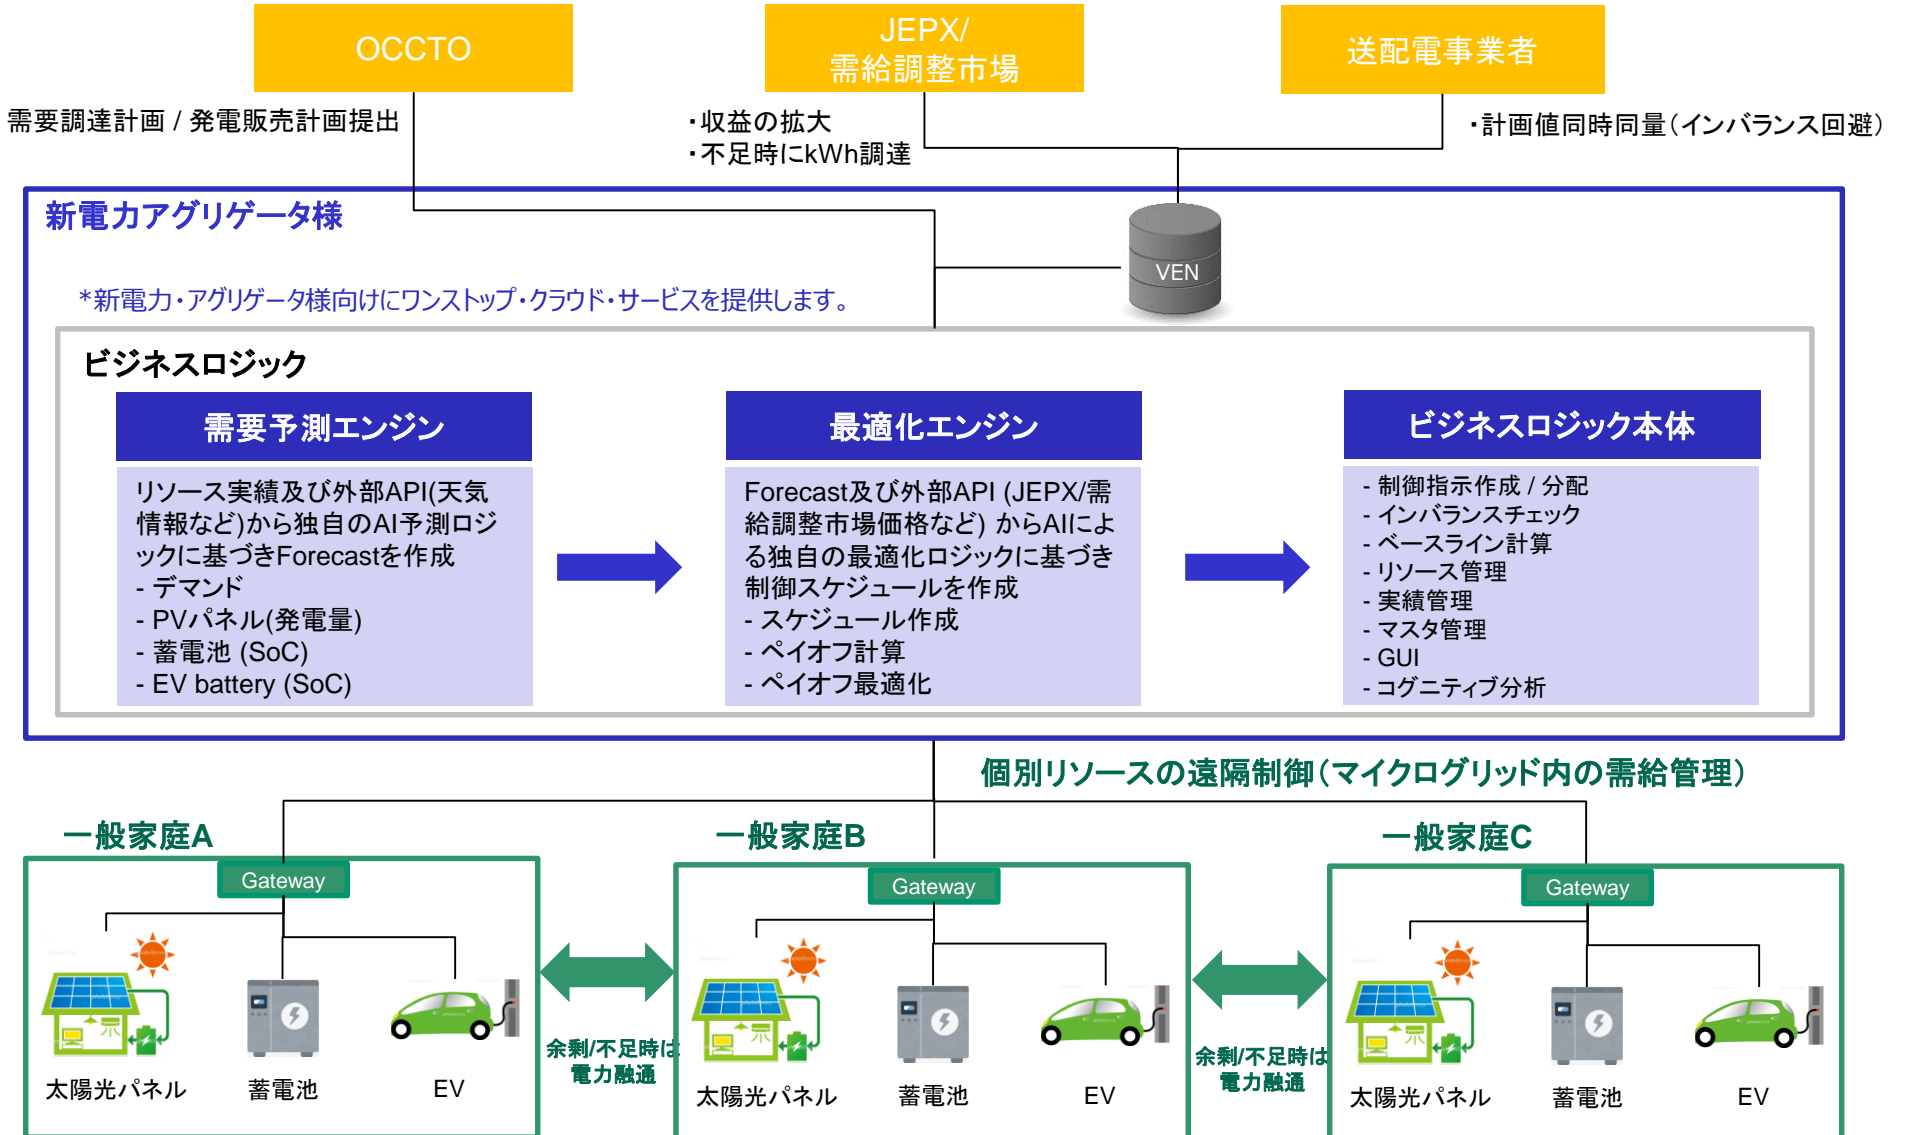 OCCTO
JEPX/
需給調整市場
送配電事業者
需要調達計画 / 発電販売計画提出
・収益の拡大
・不足時にkWh調達
・計画値同時同量（インバランス回避）
新電力アグリゲータ様
VEN
*新電力・アグリゲータ様向けにワンストップ・クラウド・サービスを提供します。
ビジネスロジック
需要予測エンジン
リソース実績及び外部API(天気
情報など)から独自のAI予測ロジ
ックに基づきForecastを作成
- デマンド
- PVパネル(発電量)
- 蓄電池 (SoC)
- EV battery (SoC)
最適化エンジン
Forecast及び外部API (JEPX/需
給調整市場価格など) からAIによ
る独自の最適化ロジックに基づき
制御スケジュールを作成
- スケジュール作成
- ペイオフ計算
- ペイオフ最適化
ビジネスロジック本体
- 制御指示作成 / 分配
- インバランスチェック
- ベースライン計算
- リソース管理
- 実績管理
- マスタ管理
- GUI
- コグニティブ分析
個別リソースの遠隔制御（マイクログリッド内の需給管理）
一般家庭A
Gateway
太陽光パネル
蓄電池
EV
余剰/不足時は
電力融通
一般家庭B
Gateway
太陽光パネル
蓄電池
EV
余剰/不足時は
電力融通
一般家庭C
Gateway
太陽光パネル
蓄電池
EV